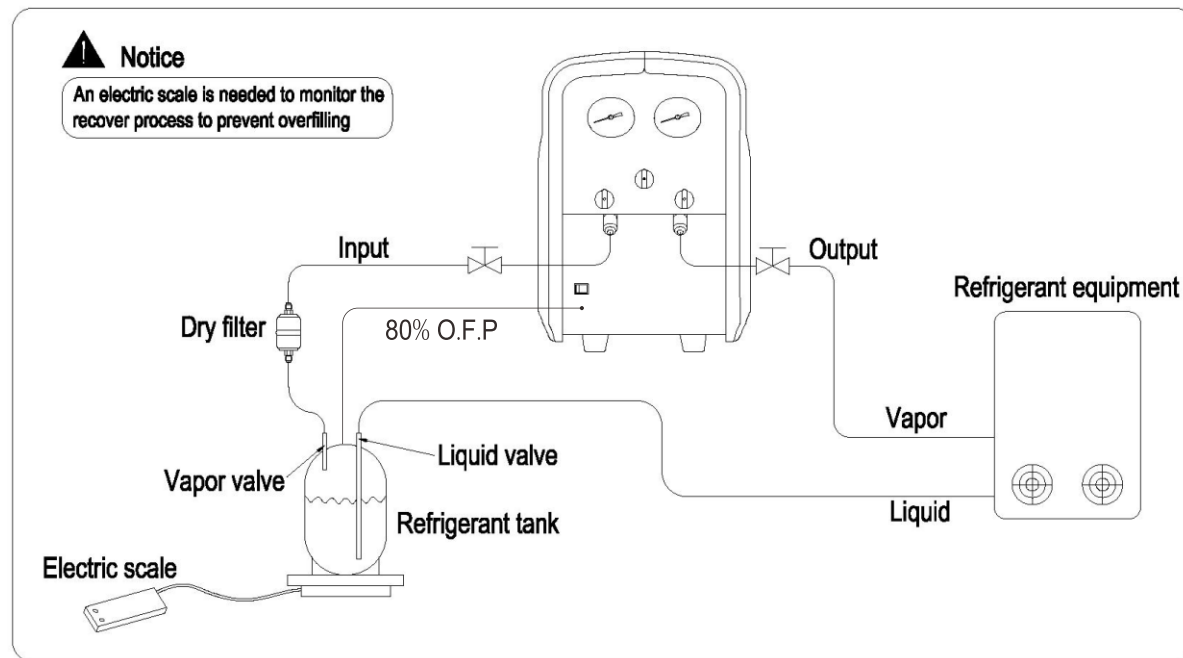 Notice
An electric scale is needed to monitor the
recover process to prevent overfilling
Input
Output
Refrigerant equipment
Dry filter
80% O.F.P
Vapor
Liquid valve
Vapor valve
Liquid
Refrigerant tank
Electric scale